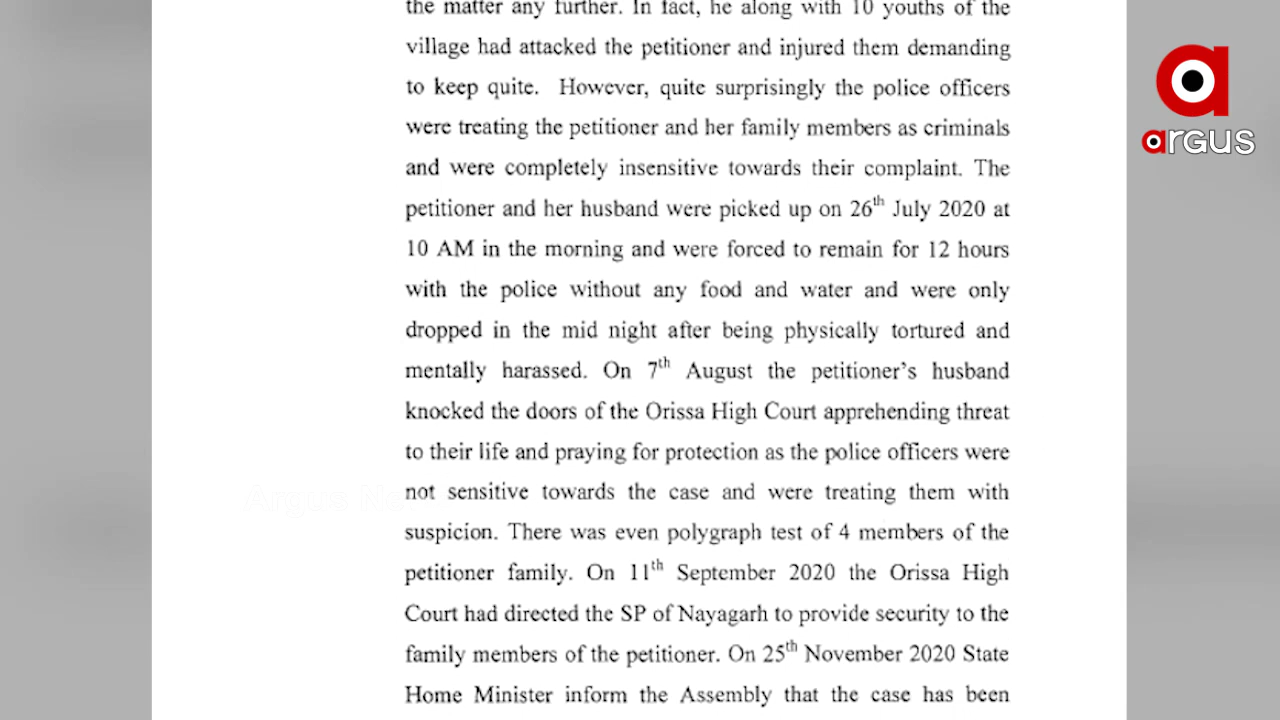 the matter any further. In fact, he along with 10 youths of the
village had attacked the petitioner and injured them demanding
to keep quite. However, quite surprisingly the police officers
were treating the petitioner and her family members as criminals
and were completely insensitive towards their complaint. The
petitioner and her husband were picked up on 26th July 2020 at
10 AM in the morning and were forced to remain for 12 hours
with the police without any food and water and were only
dropped in the mid night after being physically tortured and
mentally harassed. On 7th August the petitioner's husband
knocked the doors of the Orissa High Court apprehending threat
to their life and praying for protection as the police officers were
not sensitive towards the case and were treating them with
suspicion. There was even polygraph test of 4 members of the
petitioner family. On 11th September 2020 the Orissa High
Court had directed the SP of Nayagarh to provide security to the
family members of the petitioner. On 25th November 2020 State
Home Minister inform the Assembly that the case has been
argus
Argus